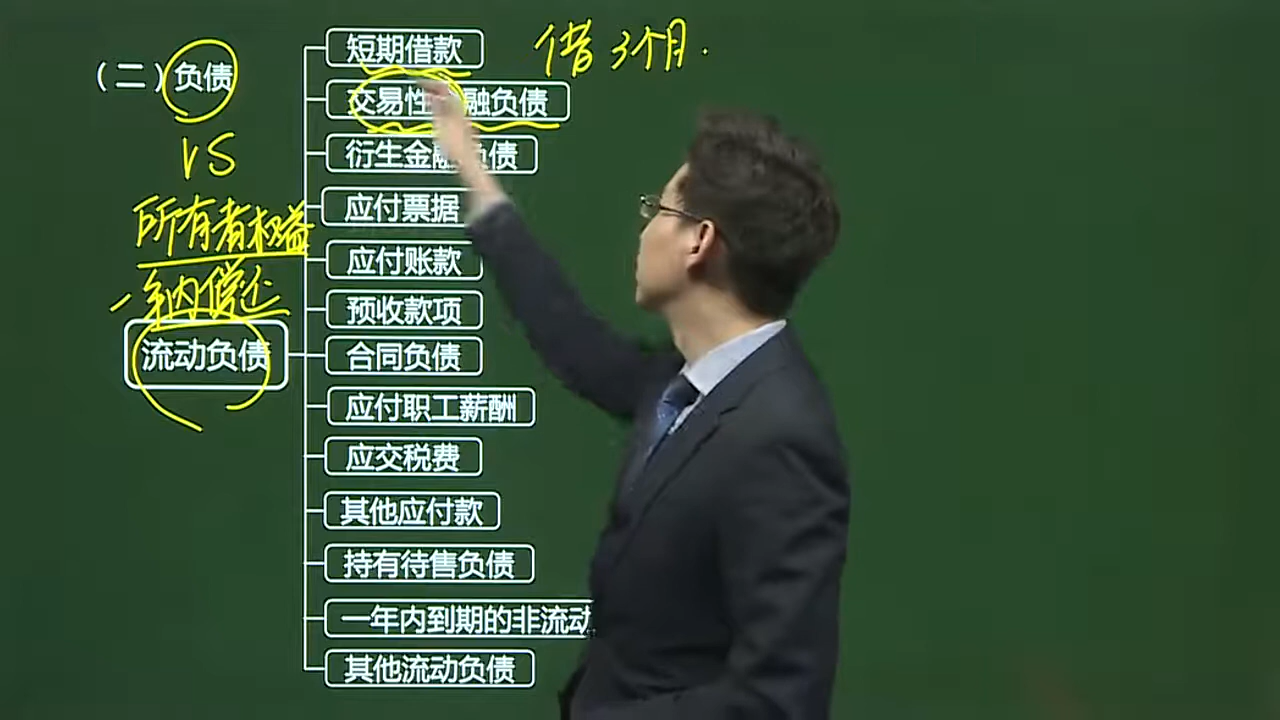 (二)负债
VS
所有者权益
一年内偿还
流动负债
短期借款
借3个月.
交易性 融负债
衍生金融负债
应付票据
应付账款
预收款项
合同负债
应付职工薪酬
应交税费
其他应付款
持有待售负债
一年内到期的非流动
其他流动负债